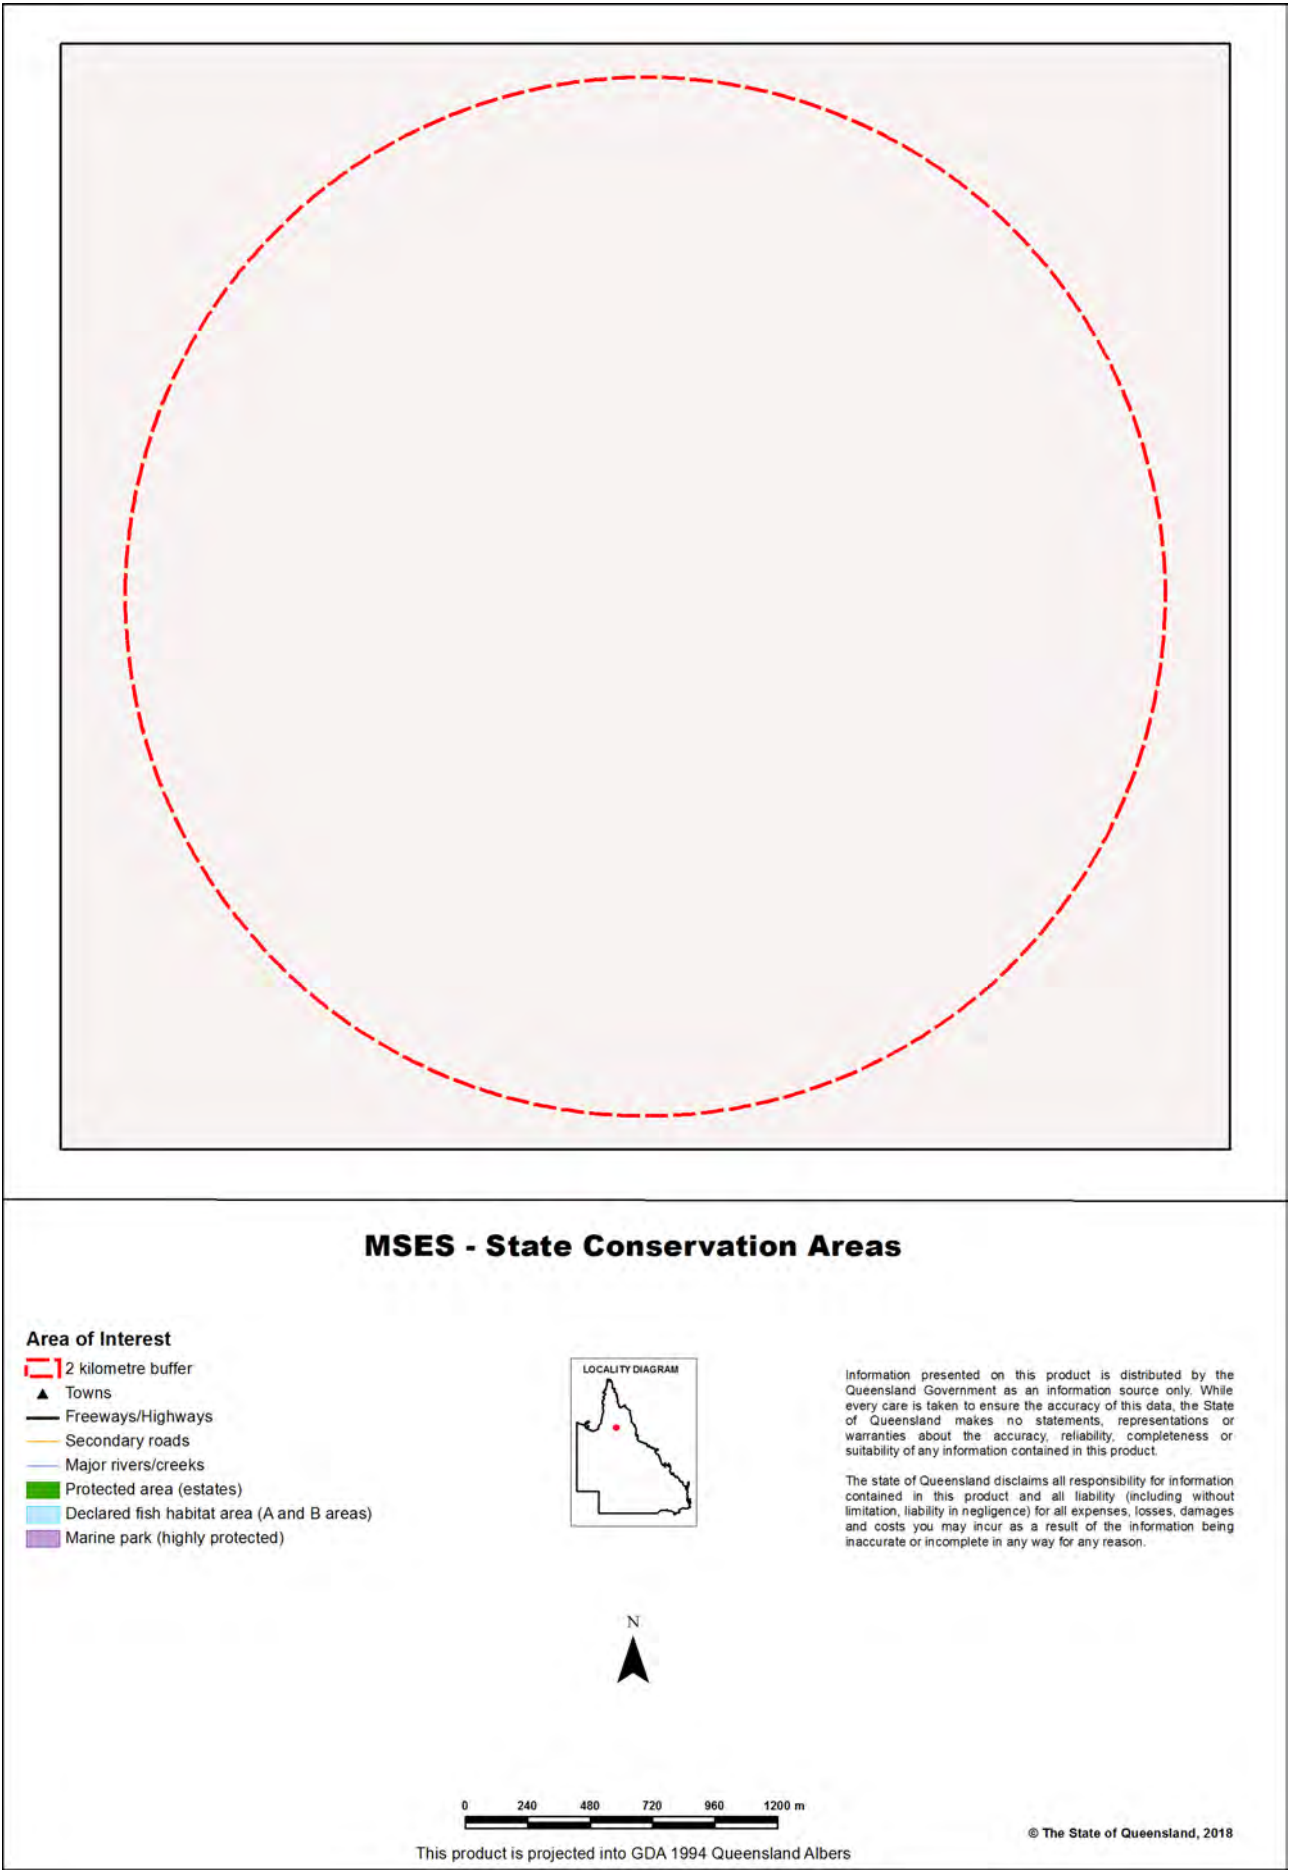 MSES - State Conservation Areas
Area of Interest
2 kilometre buffer
Towns
Freeways/Highways
Secondary roads
Major rivers/creeks
Protected area (estates)
Declared fish habitat area (A and B areas)
Marine park (highly protected)
LOCALITY DIAGRAM
Information presented on this product is distributed by the
Queensland Government as an information source only. While
every care is taken to ensure the accuracy of this data, the State
of Queensland makes no statements, representations or
warranties about the accuracy, reliability, completeness or
suitability of any information contained in this product.
The state of Queensland disclaims all responsibility for information
contained in this product and all liability (including without
limitation, liability in negligence) for all expenses, losses, damages
and costs you may incur as a result of the information being
inaccurate or incomplete in any way for any reason.
N
0 240 480 720 960 1200 m
This product is projected into GDA 1994 Queensland Albers
© The State of Queensland, 2018